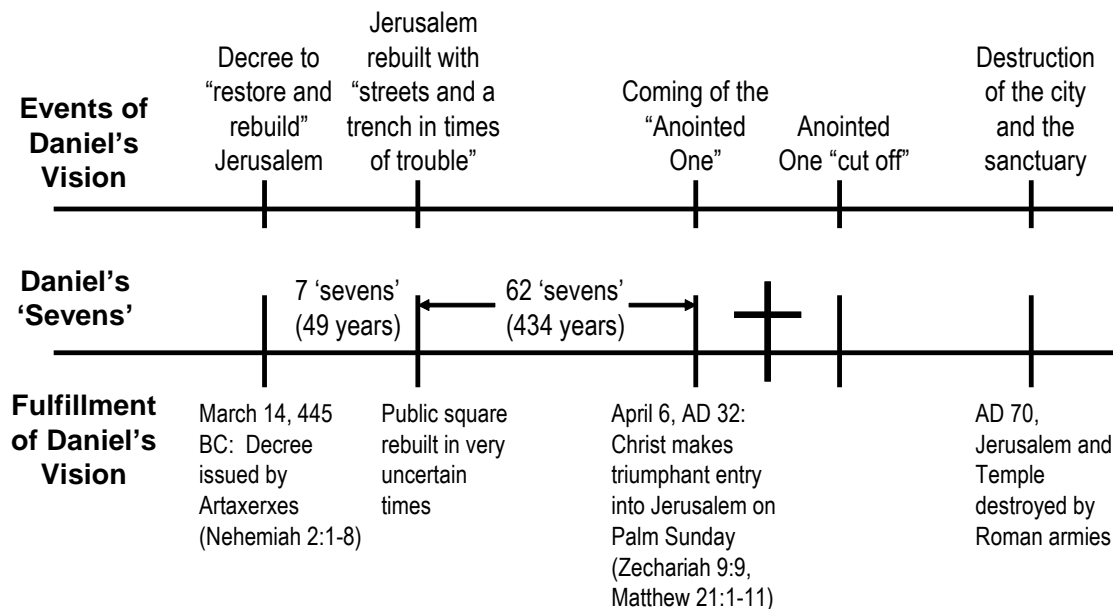 Events of
Daniel's
Vision
Decree to
“restore and
rebuild”
Jerusalem
Jerusalem
rebuilt with
“streets and a
trench in times
of trouble”
Coming of the
“Anointed
One”
Anointed
One “cut off”
Destruction
of the city
and the
sanctuary
Daniel's
‘Sevens’
7 ‘sevens’
(49 years)
62 ‘sevens’
(434 years)
Fulfillment
of Daniel's
Vision
March 14, 445
BC: Decree
issued by
Artaxerxes
(Nehemiah 2:1-8)
Public square
rebuilt in very
uncertain
times
April 6, AD 32:
Christ makes
triumphant entry
into Jerusalem on
Palm Sunday
(Zechariah 9:9,
Matthew 21:1-11)
AD 70,
Jerusalem and
Temple
destroyed by
Roman armies